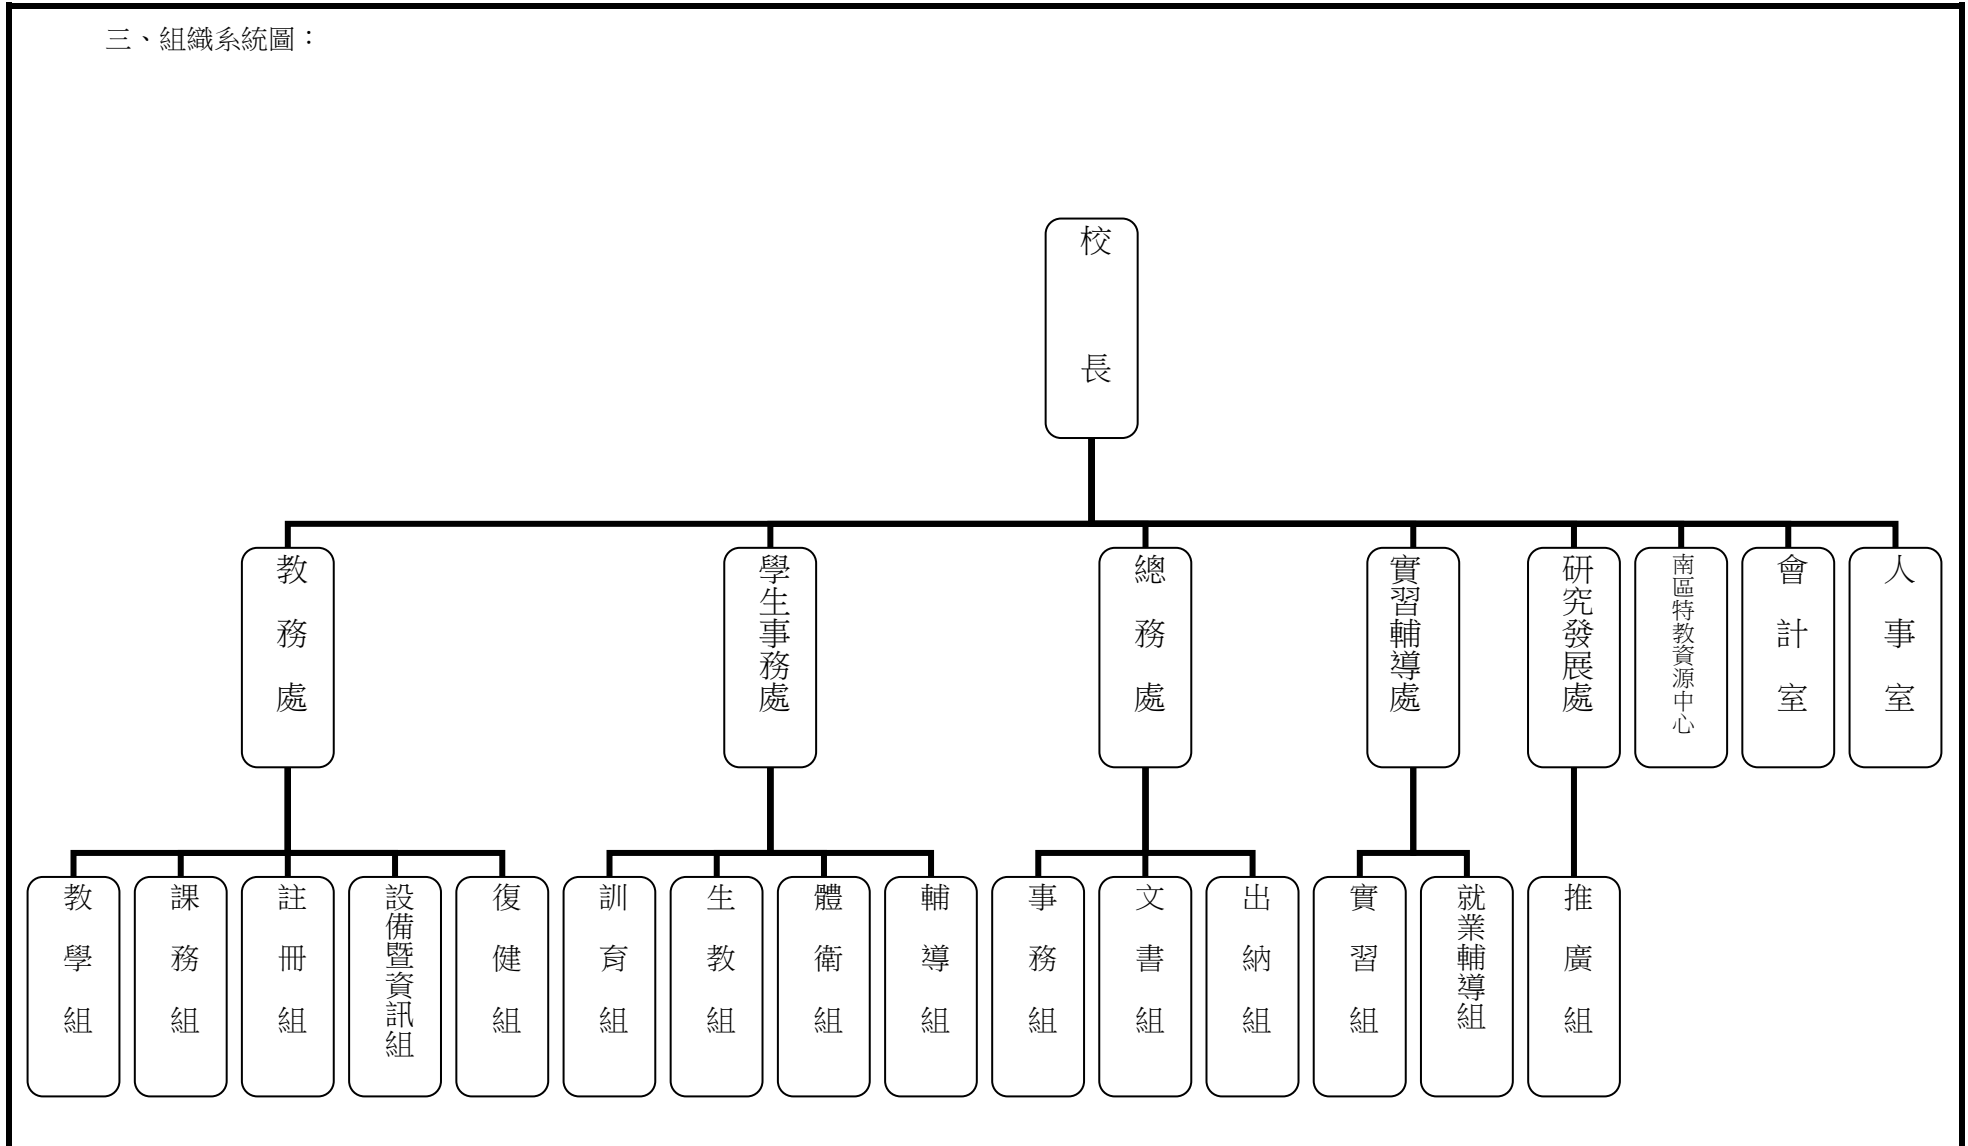 三、組織系統圖：
校長
教務處
學生事務處
總務處
實習輔導處
研究發展處
南區特教資源中心
會計室
人事室
教學組
課務組
註冊組
設備暨資訊組
復健組
訓育組
生教組
體衛組
輔導組
事務組
文書組
出納組
實習組
就業輔導組
推廣組